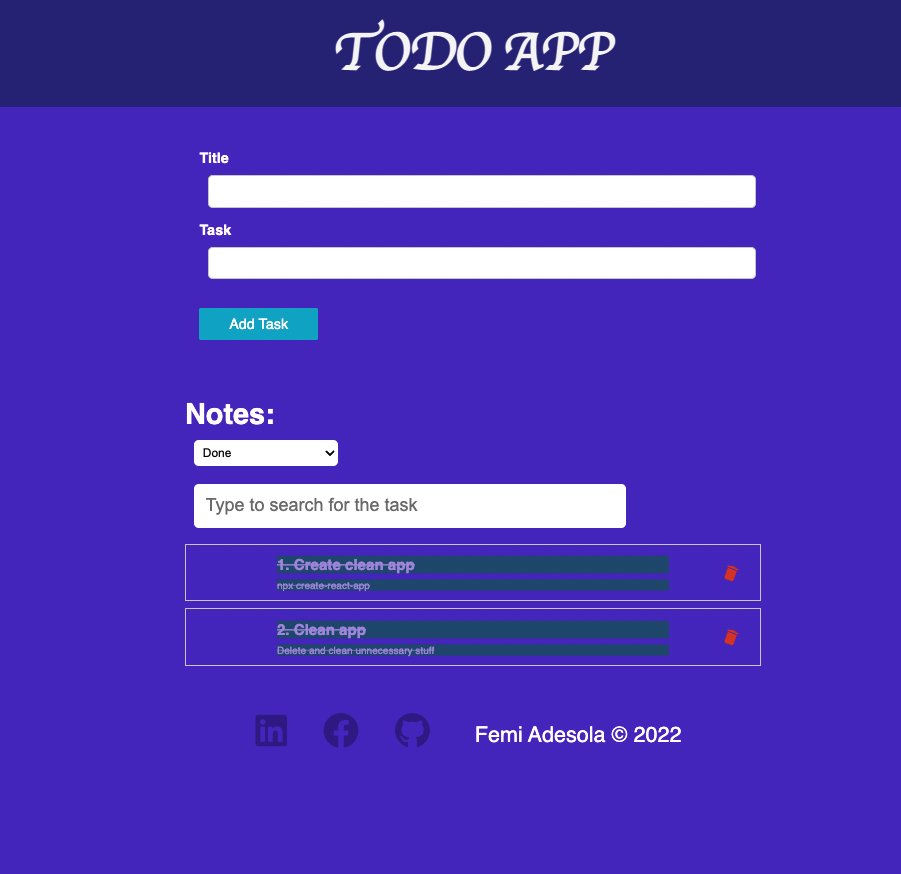 TODO APP
Title
Task
Add Task
Notes:
Done
Type to search for the task
1. Create clean app
npx create-react-app
2. Clean app
Delete and clean unnecessary stuff
in
Femi Adesola © 2022